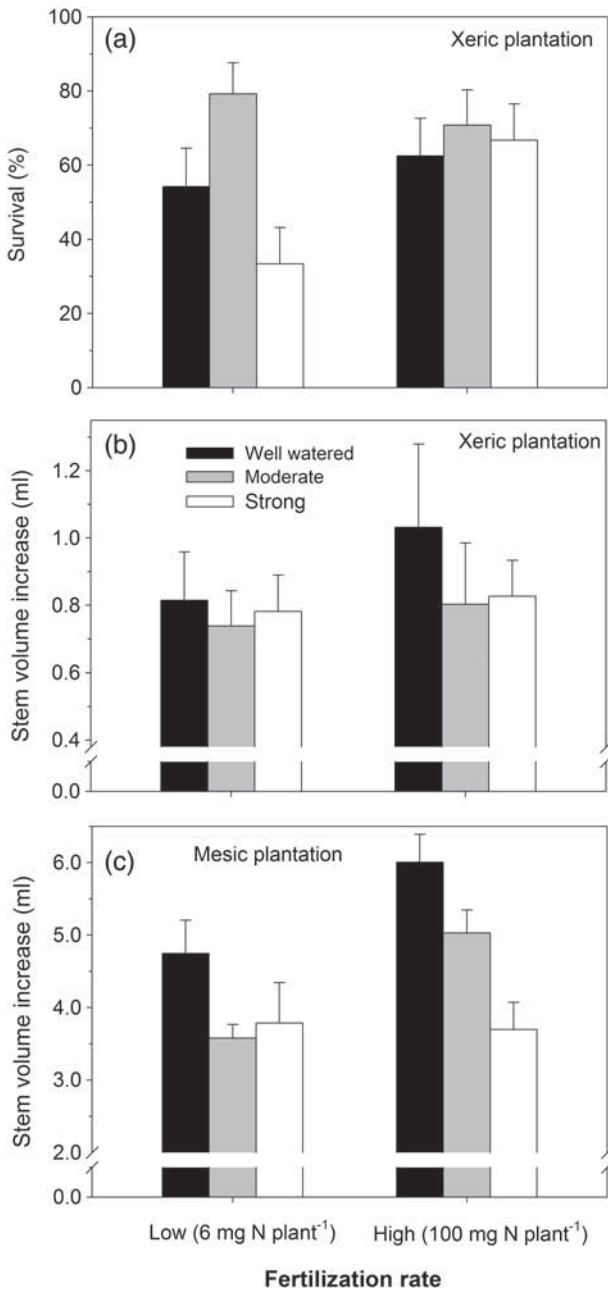 (a)
Xeric plantation
100
80
60
40
20
0
Survival (%)
(b)
Xeric plantation
Well watered
Moderate
Strong
1.2
1.0
0.8
0.6
0.4
0.0
Stem volume increase (ml)
(c)
Mesic plantation
6.0
5.0
4.0
3.0
2.0
0.0
Stem volume increase (ml)
Low (6 mg N plant⁻¹) High (100 mg N plant⁻¹)
Fertilization rate